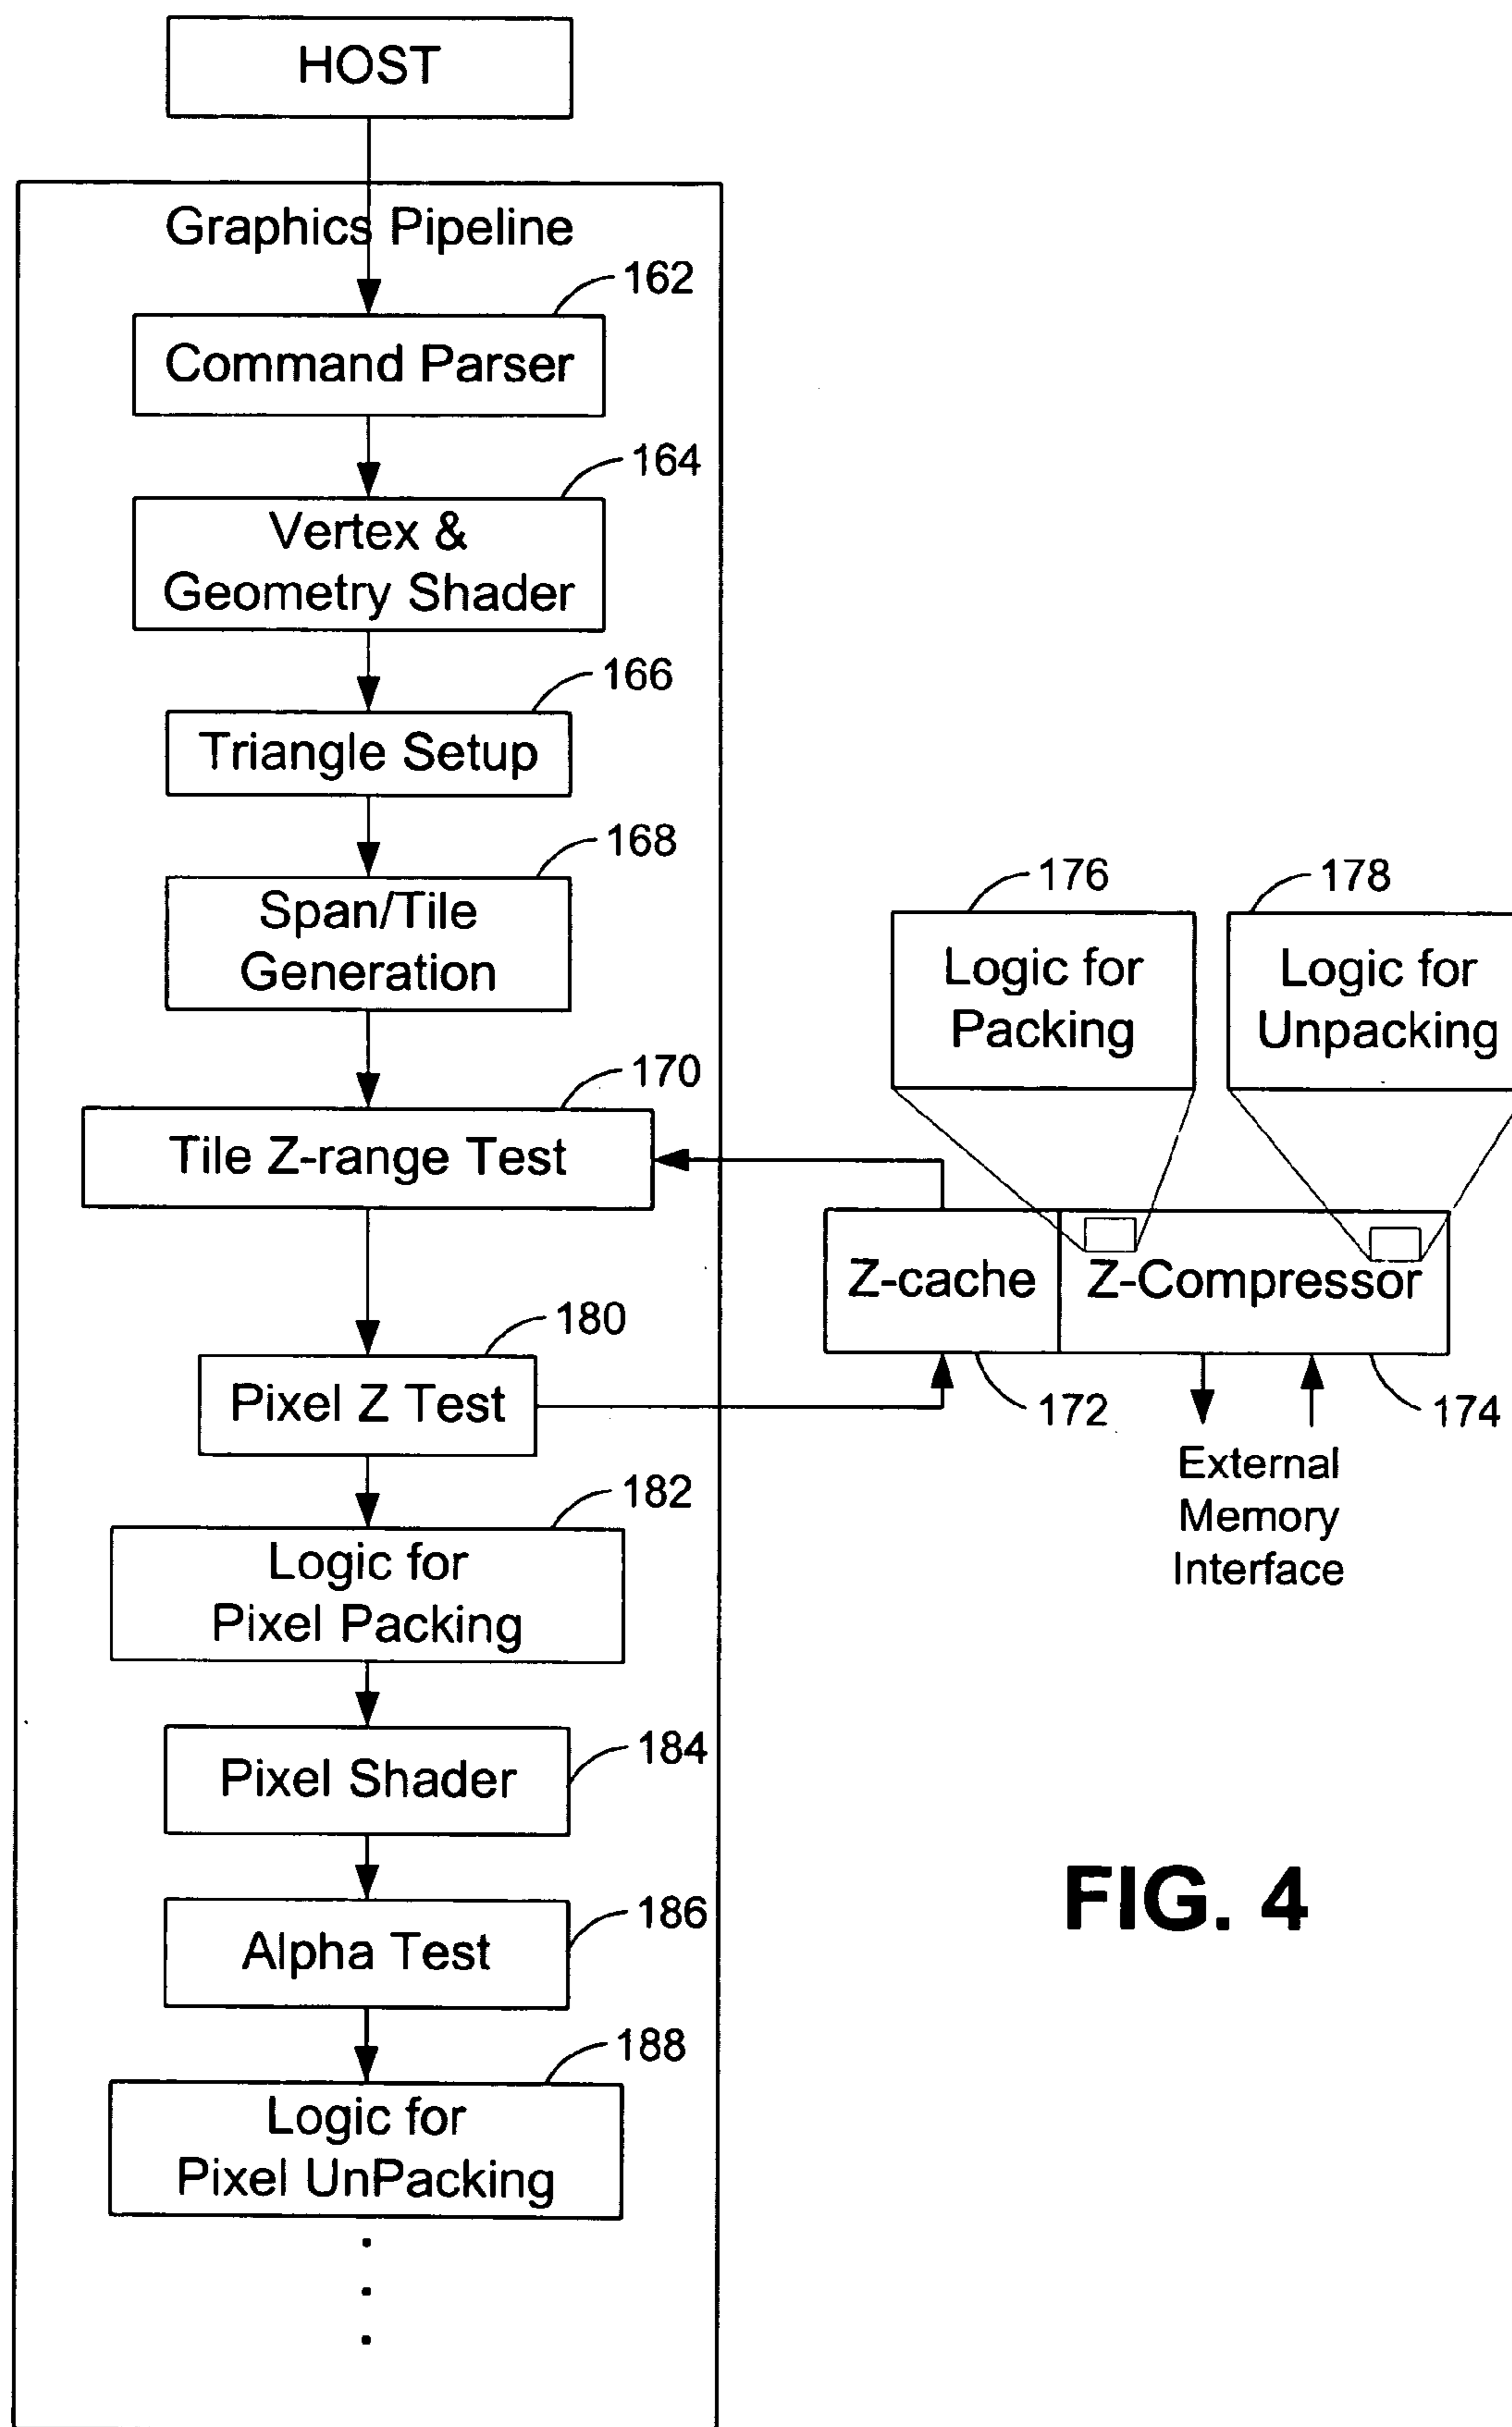 HOST
Graphics Pipeline
162
Command Parser
164
Vertex &
Geometry Shader
166
Triangle Setup
168
Span/Tile
Generation
176
178
Logic for
Packing
Logic for
Unpacking
170
Tile Z-range Test
Z-cache
Z-Compressor
180
Pixel Z Test
172
174
External
Memory
Interface
182
Logic for
Pixel Packing
184
Pixel Shader
186
Alpha Test
FIG. 4
188
Logic for
Pixel UnPacking